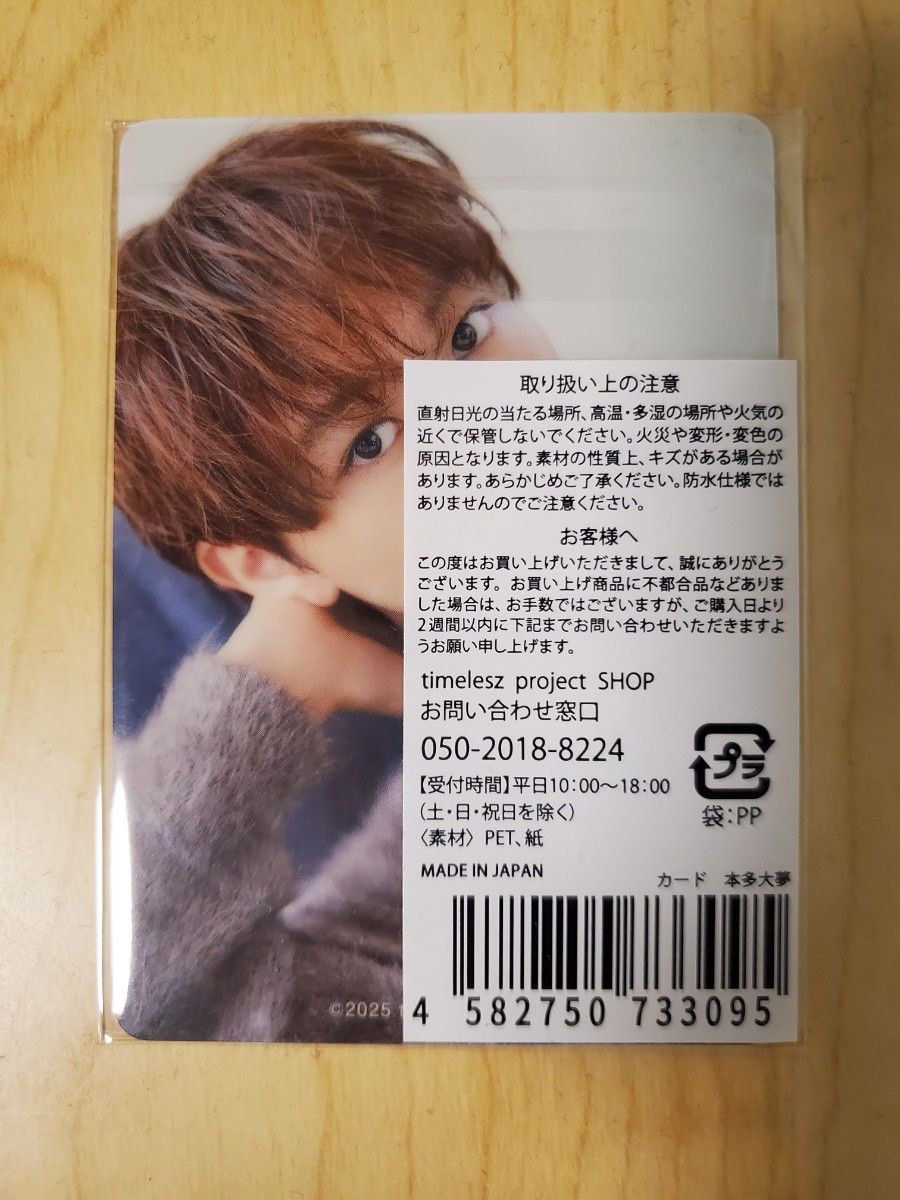 取り扱い上の注意
直射日光の当たる場所、高温・多湿の場所や火気の
近くで保管しないでください。火災や変形・変色の
原因となります。素材の性質上、キズがある場合が
あります。あらかじめご了承ください。防水仕様では
ありませんのでご注意ください。
お客様へ
この度はお買い上げいただきまして、誠にありがとう
ございます。お買い上げ商品に不都合品などありま
した場合は、お手数ではございますが、ご購入日より
2週間以内に下記までお問い合わせいただきますよ
うお願い申し上げます。
timelesz project SHOP
お問い合わせ窓口
050-2018-8224
【受付時間】平日10:00～18:00
(土・日・祝日を除く)
〈素材〉PET、紙
プラ
袋:PP
MADE IN JAPAN
カード 本多大夢
©2025
4 582750 733095